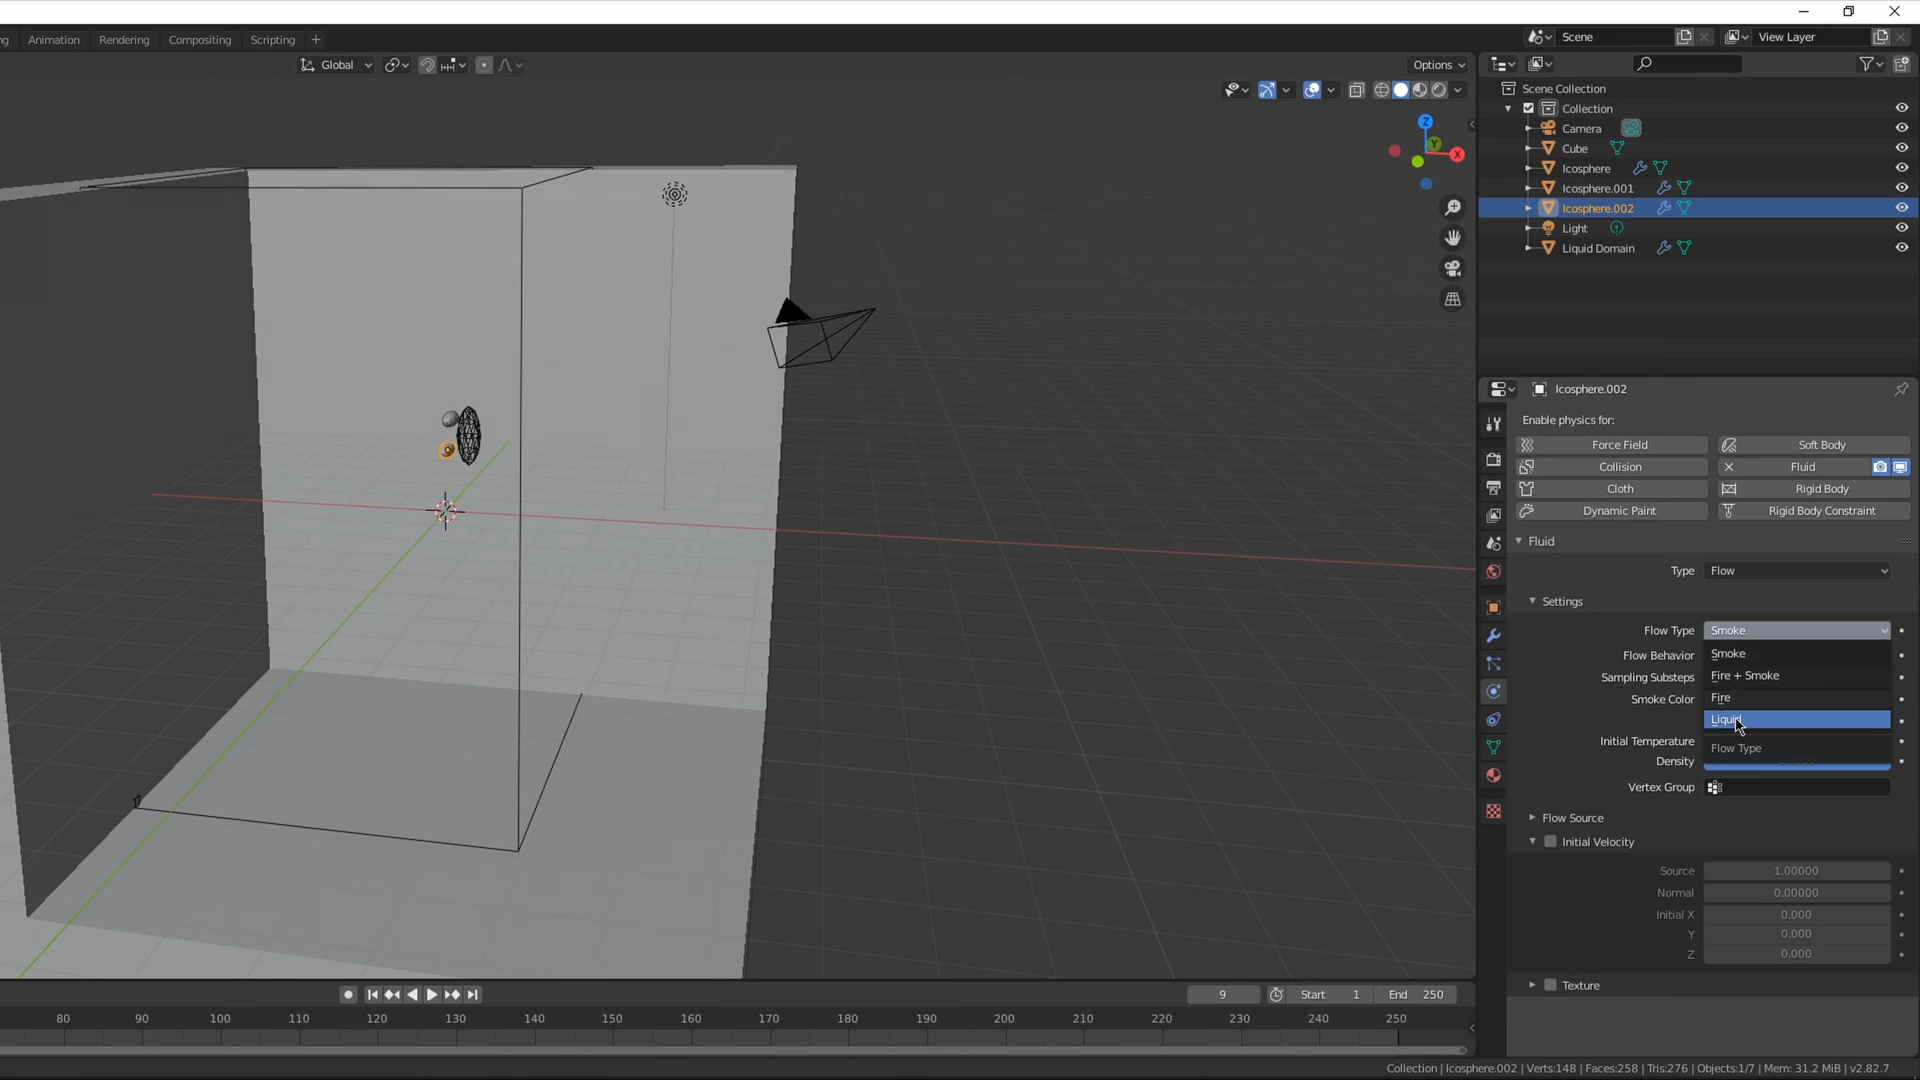 ng Animation Rendering Compositing Scripting +
Scene View Layer
Global
Options
Scene Collection
Collection
Camera
Cube
Icosphere
Icosphere.001
Icosphere.002
Light
Liquid Domain
Z
Y
X
Icosphere.002
Enable physics for:
Force Field Soft Body
Collision Fluid
Cloth Rigid Body
Dynamic Paint Rigid Body Constraint
Fluid
Type Flow
Settings
Flow Type Smoke
Flow Behavior Smoke
Sampling Substeps Fire + Smoke
Smoke Color Fire
Liquid
Initial Temperature Flow Type
Density
Vertex Group
Flow Source
Initial Velocity
Source 1.00000
Normal 0.00000
Initial X 0.000
Y 0.000
Z 0.000
Texture
9 Start 1 End 250
80 90 100 110 120 130 140 150 160 170 180 190 200 210 220 230 240 250
Collection | Icosphere.002 | Verts:148 | Faces:258 | Tris:276 | Objects:1/7 | Mem: 31.2 MiB | v2.82.7